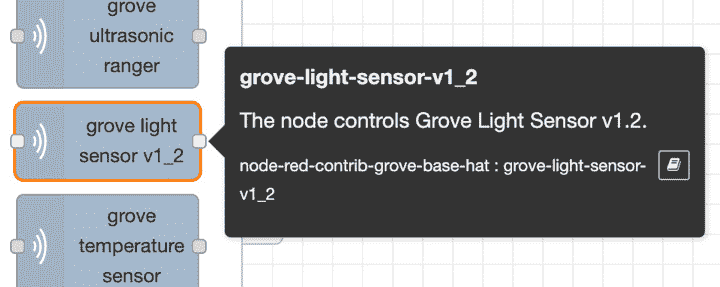 grove
ultrasonic
ranger
grove light
sensor v1_2
grove
temperature
sensor
grove-light-sensor-v1_2
The node controls Grove Light Sensor v1.2.
node-red-contrib-grove-base-hat : grove-light-sensor-
v1_2